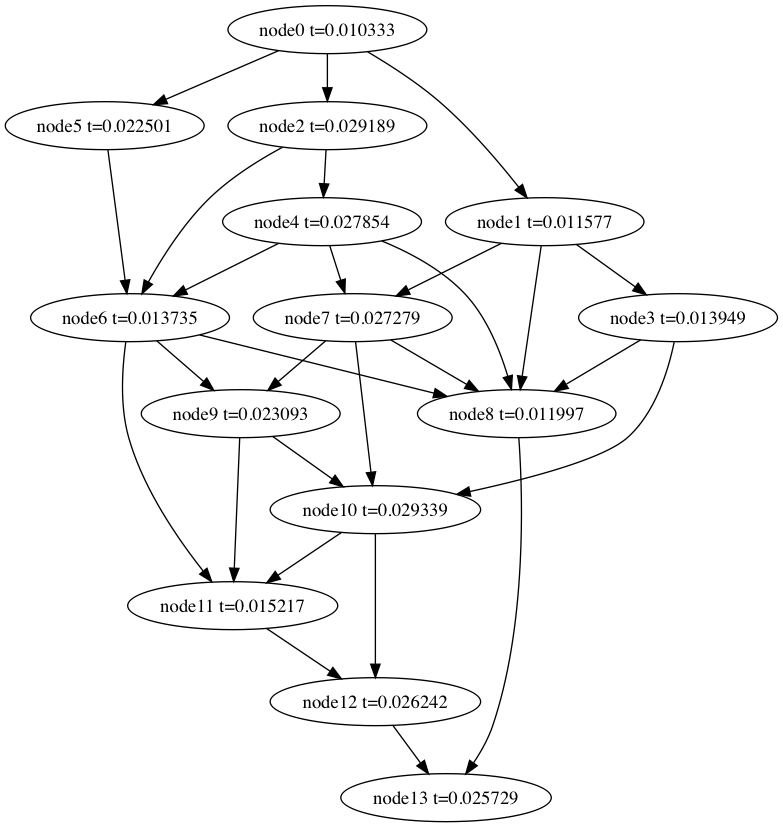 node0 t=0.010333
node5 t=0.022501
node2 t=0.029189
node4 t=0.027854
node1 t=0.011577
node6 t=0.013735
node7 t=0.027279
node3 t=0.013949
node9 t=0.023093
node8 t=0.011997
node10 t=0.029339
node11 t=0.015217
node12 t=0.026242
node13 t=0.025729